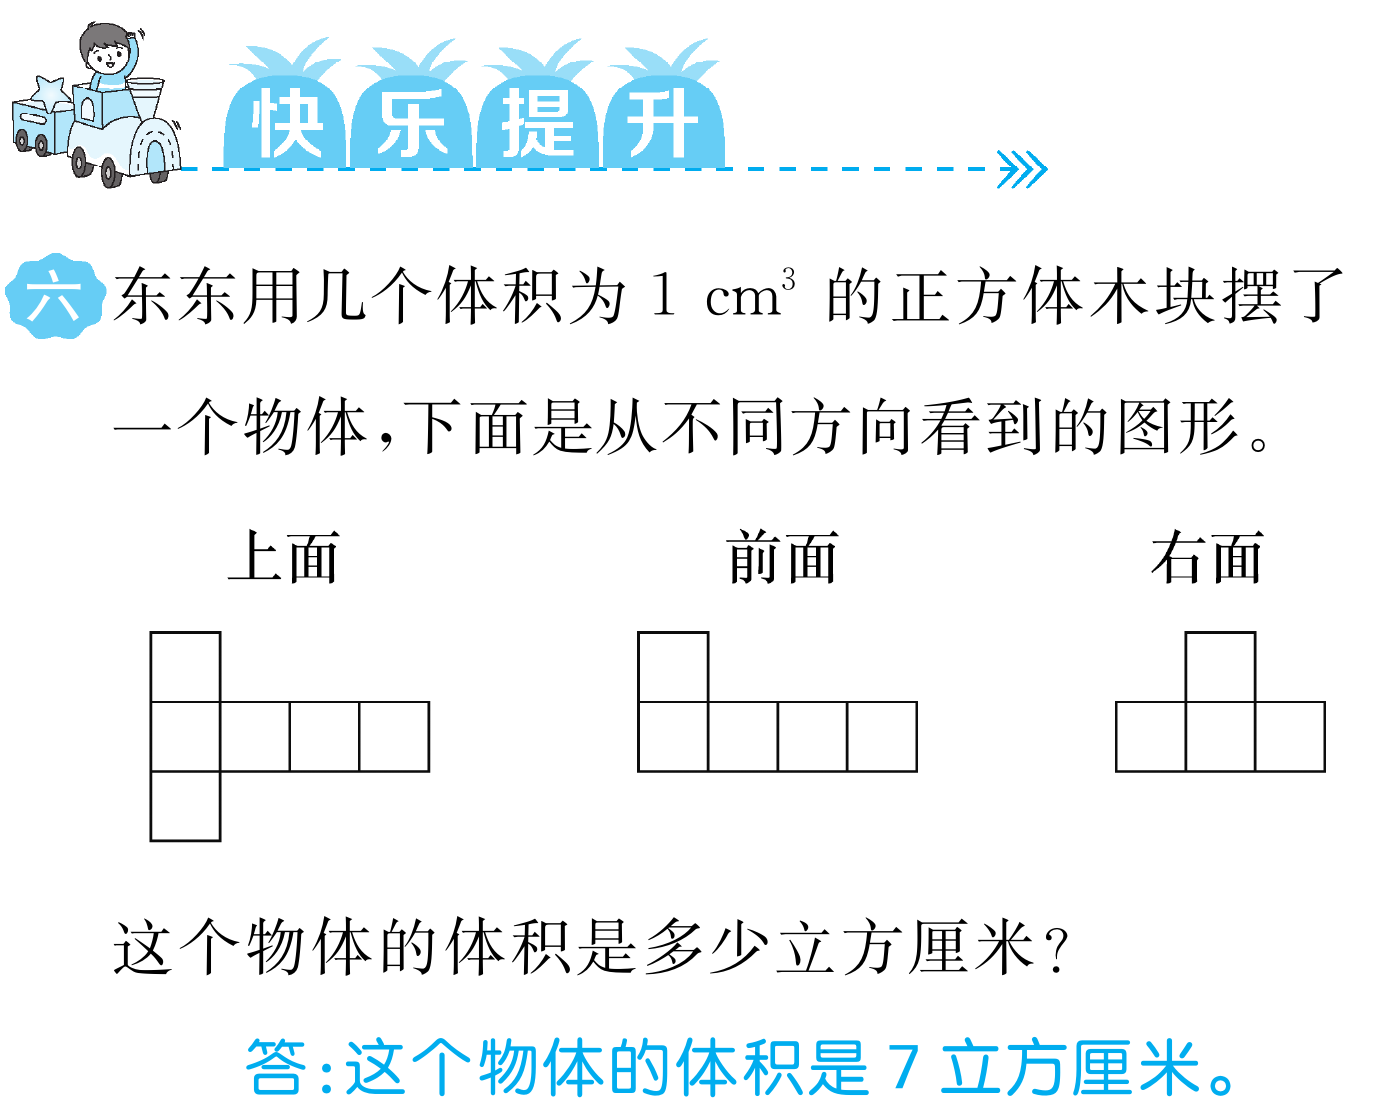 快乐提升
六 东东用几个体积为 1 cm³ 的正方体木块摆了
一个物体,下面是从不同方向看到的图形。
上面 前面 右面
这个物体的体积是多少立方厘米?
答:这个物体的体积是 7 立方厘米。